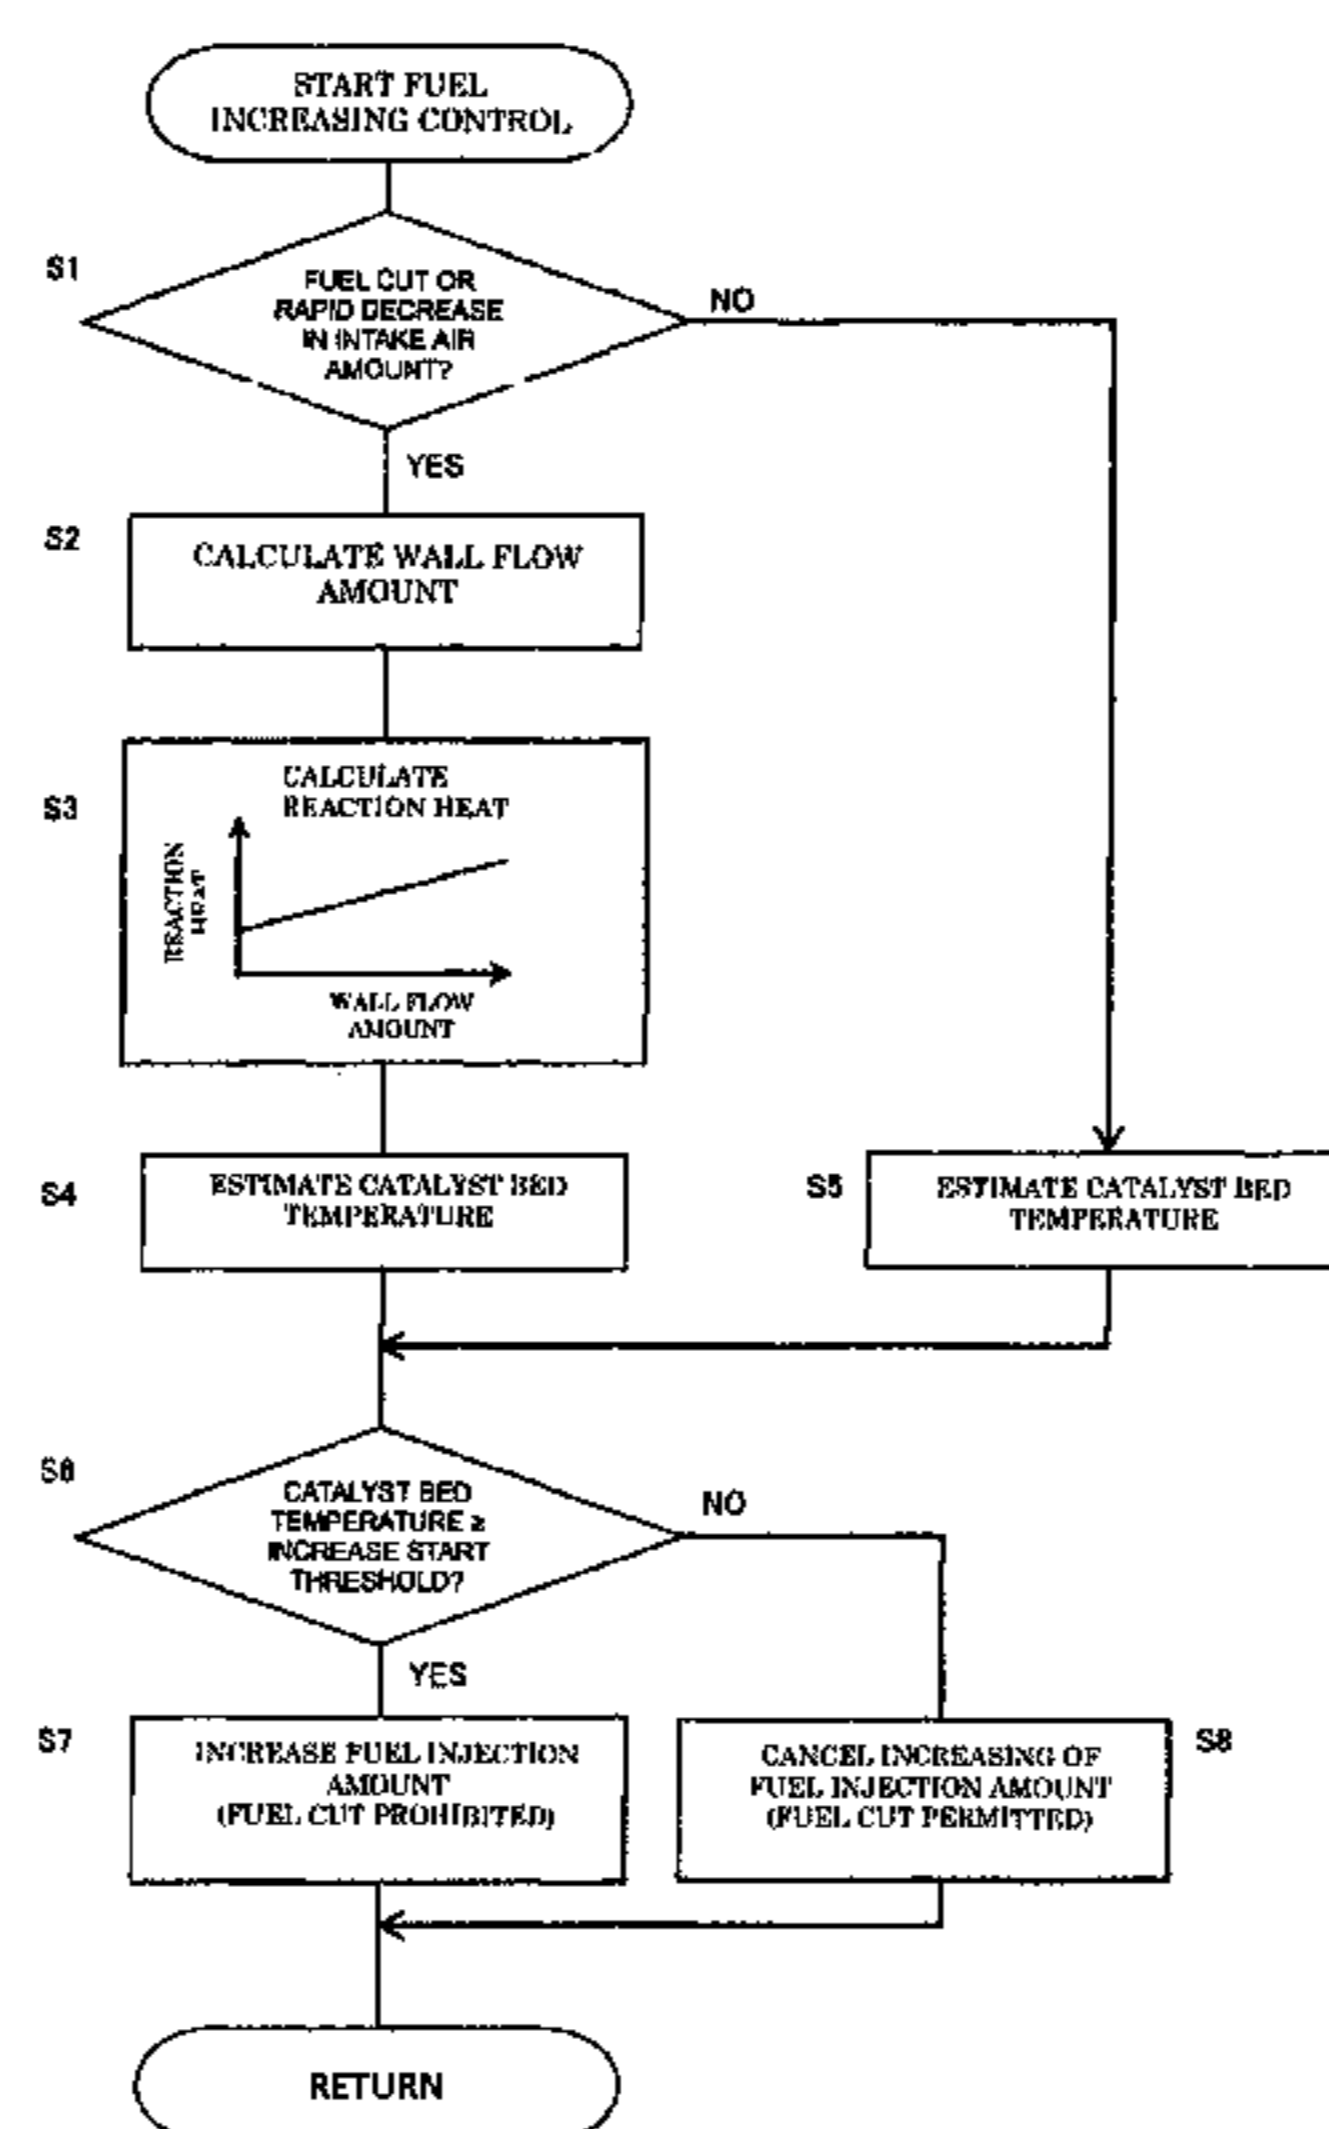 START FUEL
INCREASING CONTROL
S1
FUEL CUT OR
RAPID DECREASE
IN INTAKE AIR
AMOUNT?
NO
YES
S2
CALCULATE WALL FLOW
AMOUNT
S3
CALCULATE
REACTION HEAT
REACTION
HEAT
WALL FLOW
AMOUNT
S4
ESTIMATE CATALYST BED
TEMPERATURE
S5
ESTIMATE CATALYST BED
TEMPERATURE
S6
CATALYST BED
TEMPERATURE ≥
INCREASE START
THRESHOLD?
NO
YES
S7
INCREASE FUEL INJECTION
AMOUNT
(FUEL CUT PROHIBITED)
CANCEL INCREASING OF
FUEL INJECTION AMOUNT
(FUEL CUT PERMITTED)
S8
RETURN